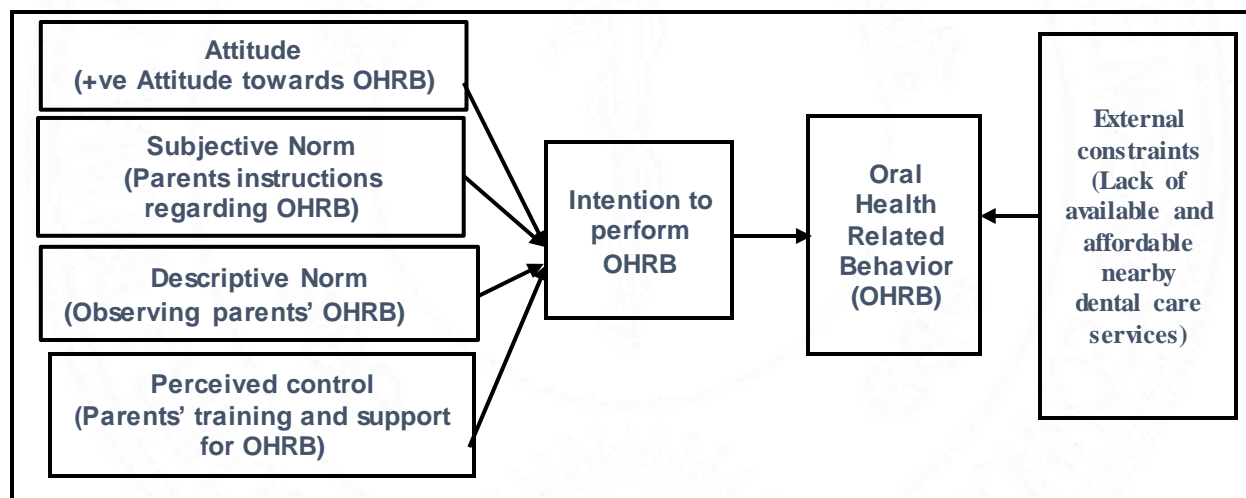 Attitude
(+ve Attitude towards OHRB)
Subjective Norm
(Parents instructions
regarding OHRB)
Descriptive Norm
(Observing parents’ OHRB)
Perceived control
(Parents’ training and support
for OHRB)
Intention to
perform
OHRB
Oral
Health
Related
Behavior
(OHRB)
External
constraints
(Lack of
available and
affordable
nearby
dental care
services)